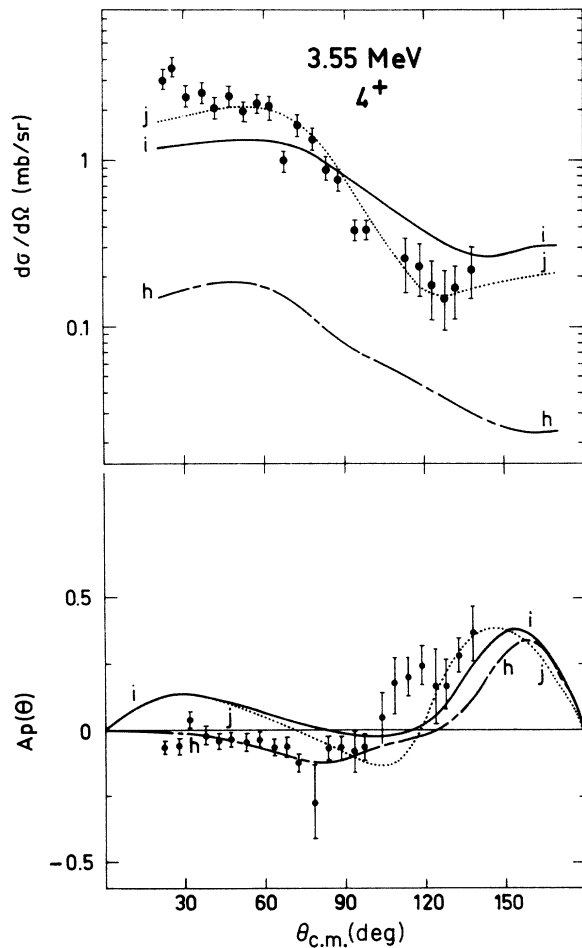 3.55 MeV
4+
dσ/dΩ (mb/sr)
1
0.1
j
i
h
i
j
h
Ap(θ)
0.5
0
-0.5
i
j
h
i
h
j
30
60
90
120
150
θc.m.(deg)